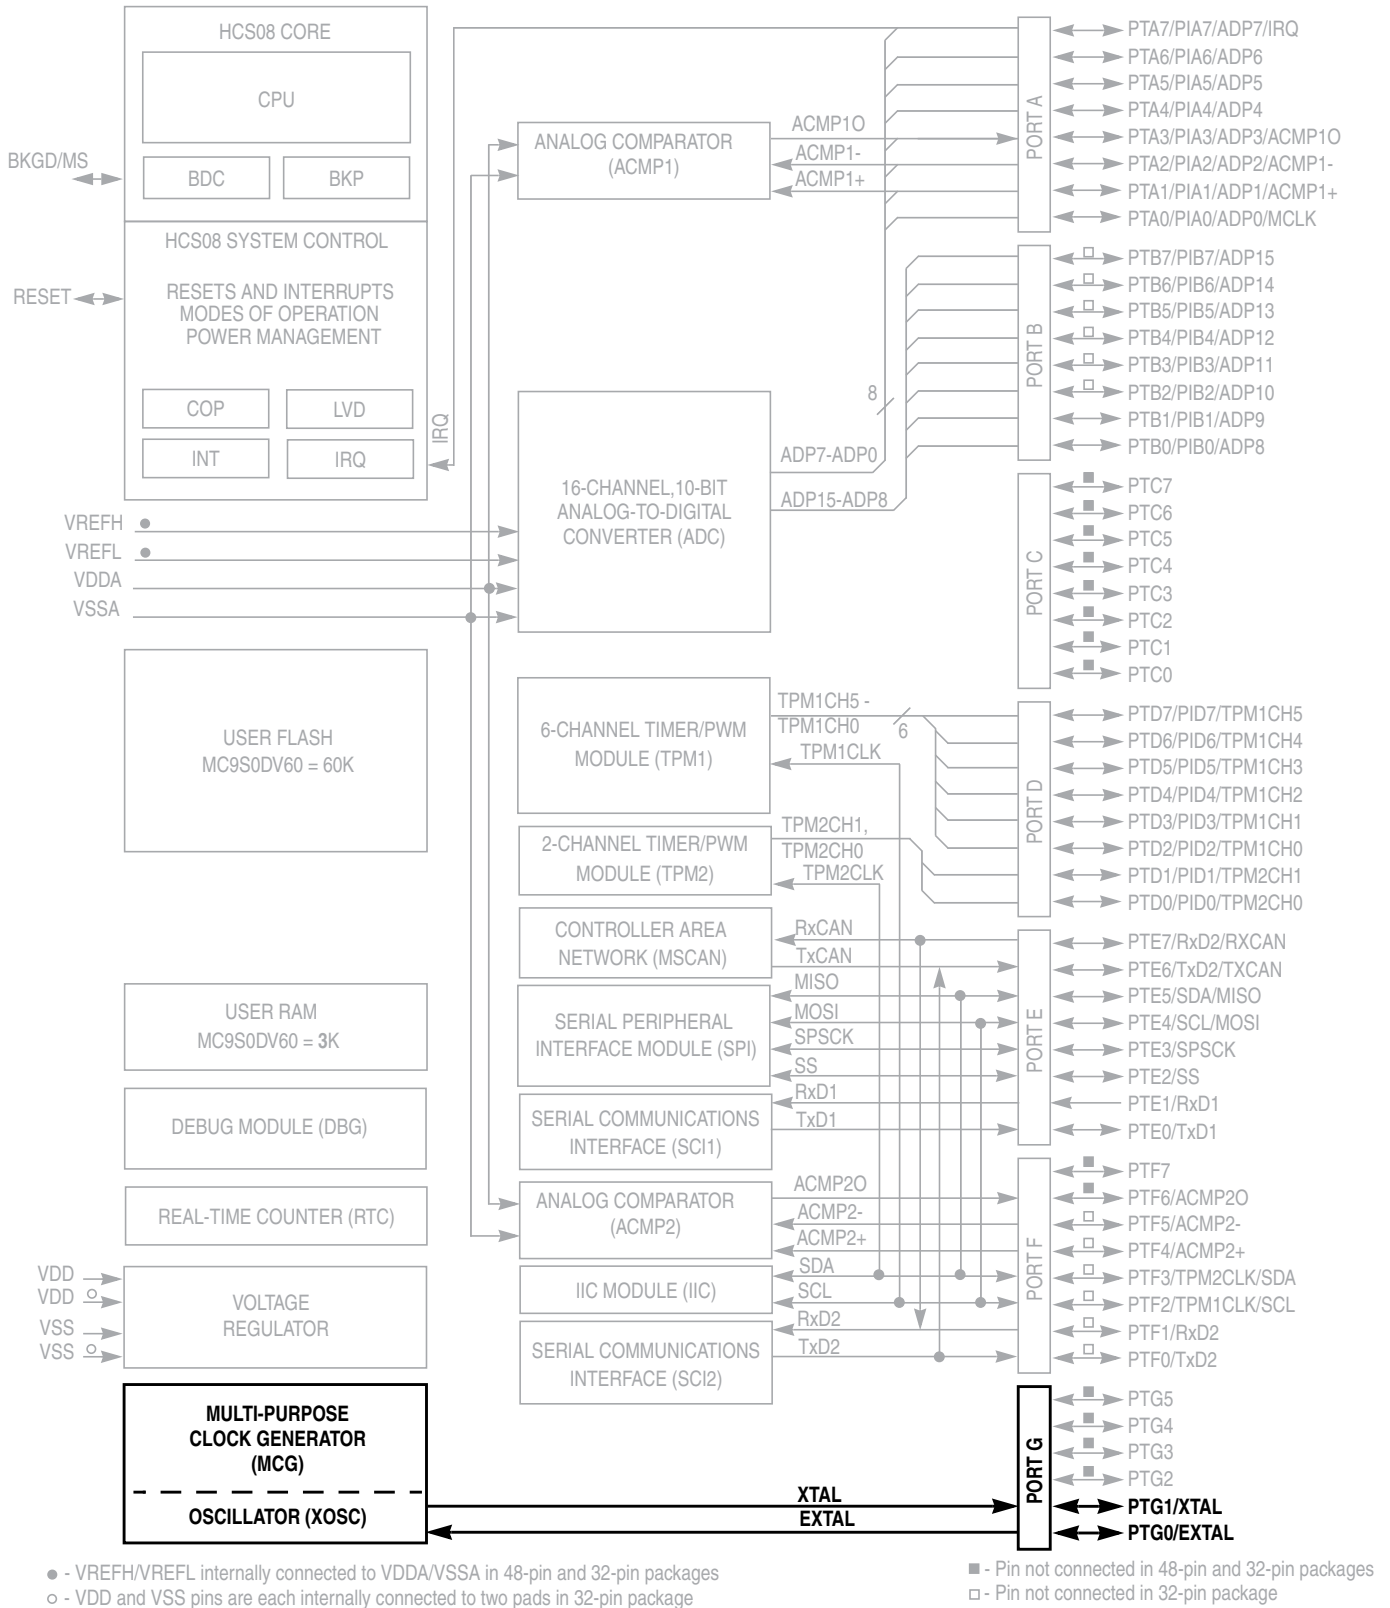 HCS08 CORE
CPU
BKGD/MS
BDC
BKP
HCS08 SYSTEM CONTROL
RESET
RESETS AND INTERRUPTS
MODES OF OPERATION
POWER MANAGEMENT
COP
LVD
INT
IRQ
IRQ
VREFH
VREFL
VDDA
VSSA
USER FLASH
MC9S0DV60 = 60K
USER RAM
MC9S0DV60 = 3K
DEBUG MODULE (DBG)
REAL-TIME COUNTER (RTC)
VDD
VDD
VSS
VSS
VOLTAGE
REGULATOR
MULTI-PURPOSE
CLOCK GENERATOR
(MCG)
OSCILLATOR (XOSC)
ANALOG COMPARATOR
(ACMP1)
ACMP1O
ACMP1-
ACMP1+
16-CHANNEL,10-BIT
ANALOG-TO-DIGITAL
CONVERTER (ADC)
8
ADP7-ADP0
ADP15-ADP8
6-CHANNEL TIMER/PWM
MODULE (TPM1)
TPM1CH5 -
TPM1CH0
6
TPM1CLK
2-CHANNEL TIMER/PWM
MODULE (TPM2)
TPM2CH1,
TPM2CH0
TPM2CLK
CONTROLLER AREA
NETWORK (MSCAN)
RxCAN
TxCAN
SERIAL PERIPHERAL
INTERFACE MODULE (SPI)
MISO
MOSI
SPSCK
SS
SERIAL COMMUNICATIONS
INTERFACE (SCI1)
RxD1
TxD1
ANALOG COMPARATOR
(ACMP2)
ACMP2O
ACMP2-
ACMP2+
IIC MODULE (IIC)
SDA
SCL
SERIAL COMMUNICATIONS
INTERFACE (SCI2)
RxD2
TxD2
XTAL
EXTAL
PORT A
PTA7/PIA7/ADP7/IRQ
PTA6/PIA6/ADP6
PTA5/PIA5/ADP5
PTA4/PIA4/ADP4
PTA3/PIA3/ADP3/ACMP1O
PTA2/PIA2/ADP2/ACMP1-
PTA1/PIA1/ADP1/ACMP1+
PTA0/PIA0/ADP0/MCLK
PORT B
PTB7/PIB7/ADP15
PTB6/PIB6/ADP14
PTB5/PIB5/ADP13
PTB4/PIB4/ADP12
PTB3/PIB3/ADP11
PTB2/PIB2/ADP10
PTB1/PIB1/ADP9
PTB0/PIB0/ADP8
PORT C
PTC7
PTC6
PTC5
PTC4
PTC3
PTC2
PTC1
PTC0
PORT D
PTD7/PID7/TPM1CH5
PTD6/PID6/TPM1CH4
PTD5/PID5/TPM1CH3
PTD4/PID4/TPM1CH2
PTD3/PID3/TPM1CH1
PTD2/PID2/TPM1CH0
PTD1/PID1/TPM2CH1
PTD0/PID0/TPM2CH0
PORT E
PTE7/RxD2/RXCAN
PTE6/TxD2/TXCAN
PTE5/SDA/MISO
PTE4/SCL/MOSI
PTE3/SPSCK
PTE2/SS
PTE1/RxD1
PTE0/TxD1
PORT F
PTF7
PTF6/ACMP2O
PTF5/ACMP2-
PTF4/ACMP2+
PTF3/TPM2CLK/SDA
PTF2/TPM1CLK/SCL
PTF1/RxD2
PTF0/TxD2
PORT G
PTG5
PTG4
PTG3
PTG2
PTG1/XTAL
PTG0/EXTAL
● - VREFH/VREFL internally connected to VDDA/VSSA in 48-pin and 32-pin packages
○ - VDD and VSS pins are each internally connected to two pads in 32-pin package
■ - Pin not connected in 48-pin and 32-pin packages
□ - Pin not connected in 32-pin package